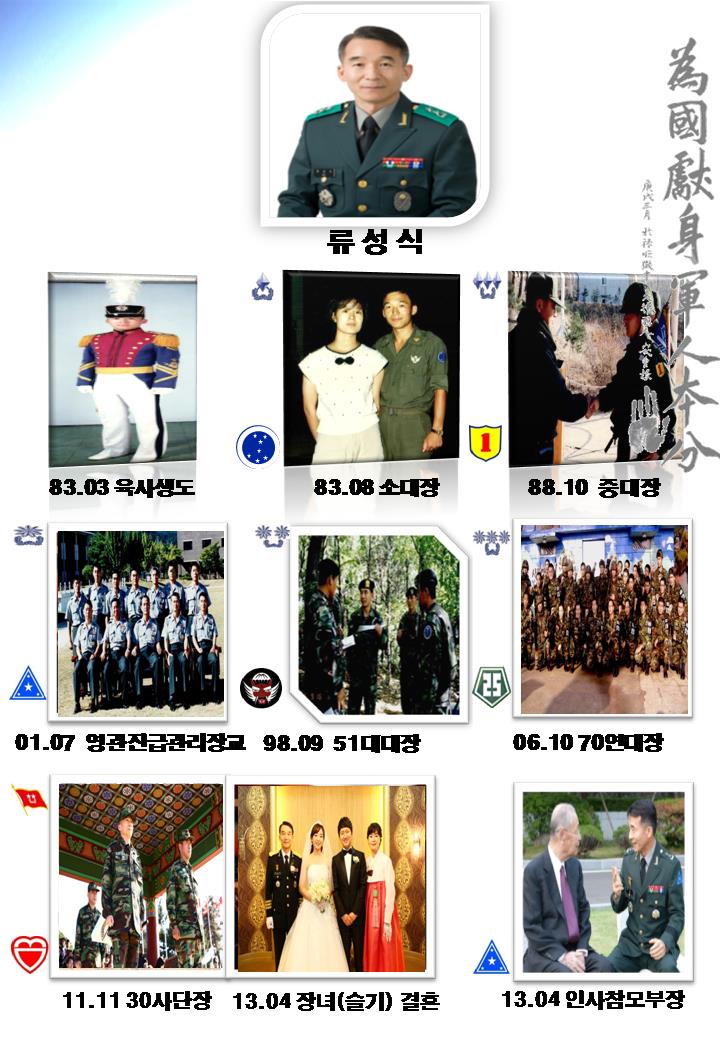 爲國獻身軍人本分
류성식
83.03 육사생도
83.08 소대장
88.10 중대장
1
01.07 영관진급관리장교
98.09 51대대장
06.10 70연대장
11.11 30사단장
13.04 장녀(슬기) 결혼
13.04 인사참모부장